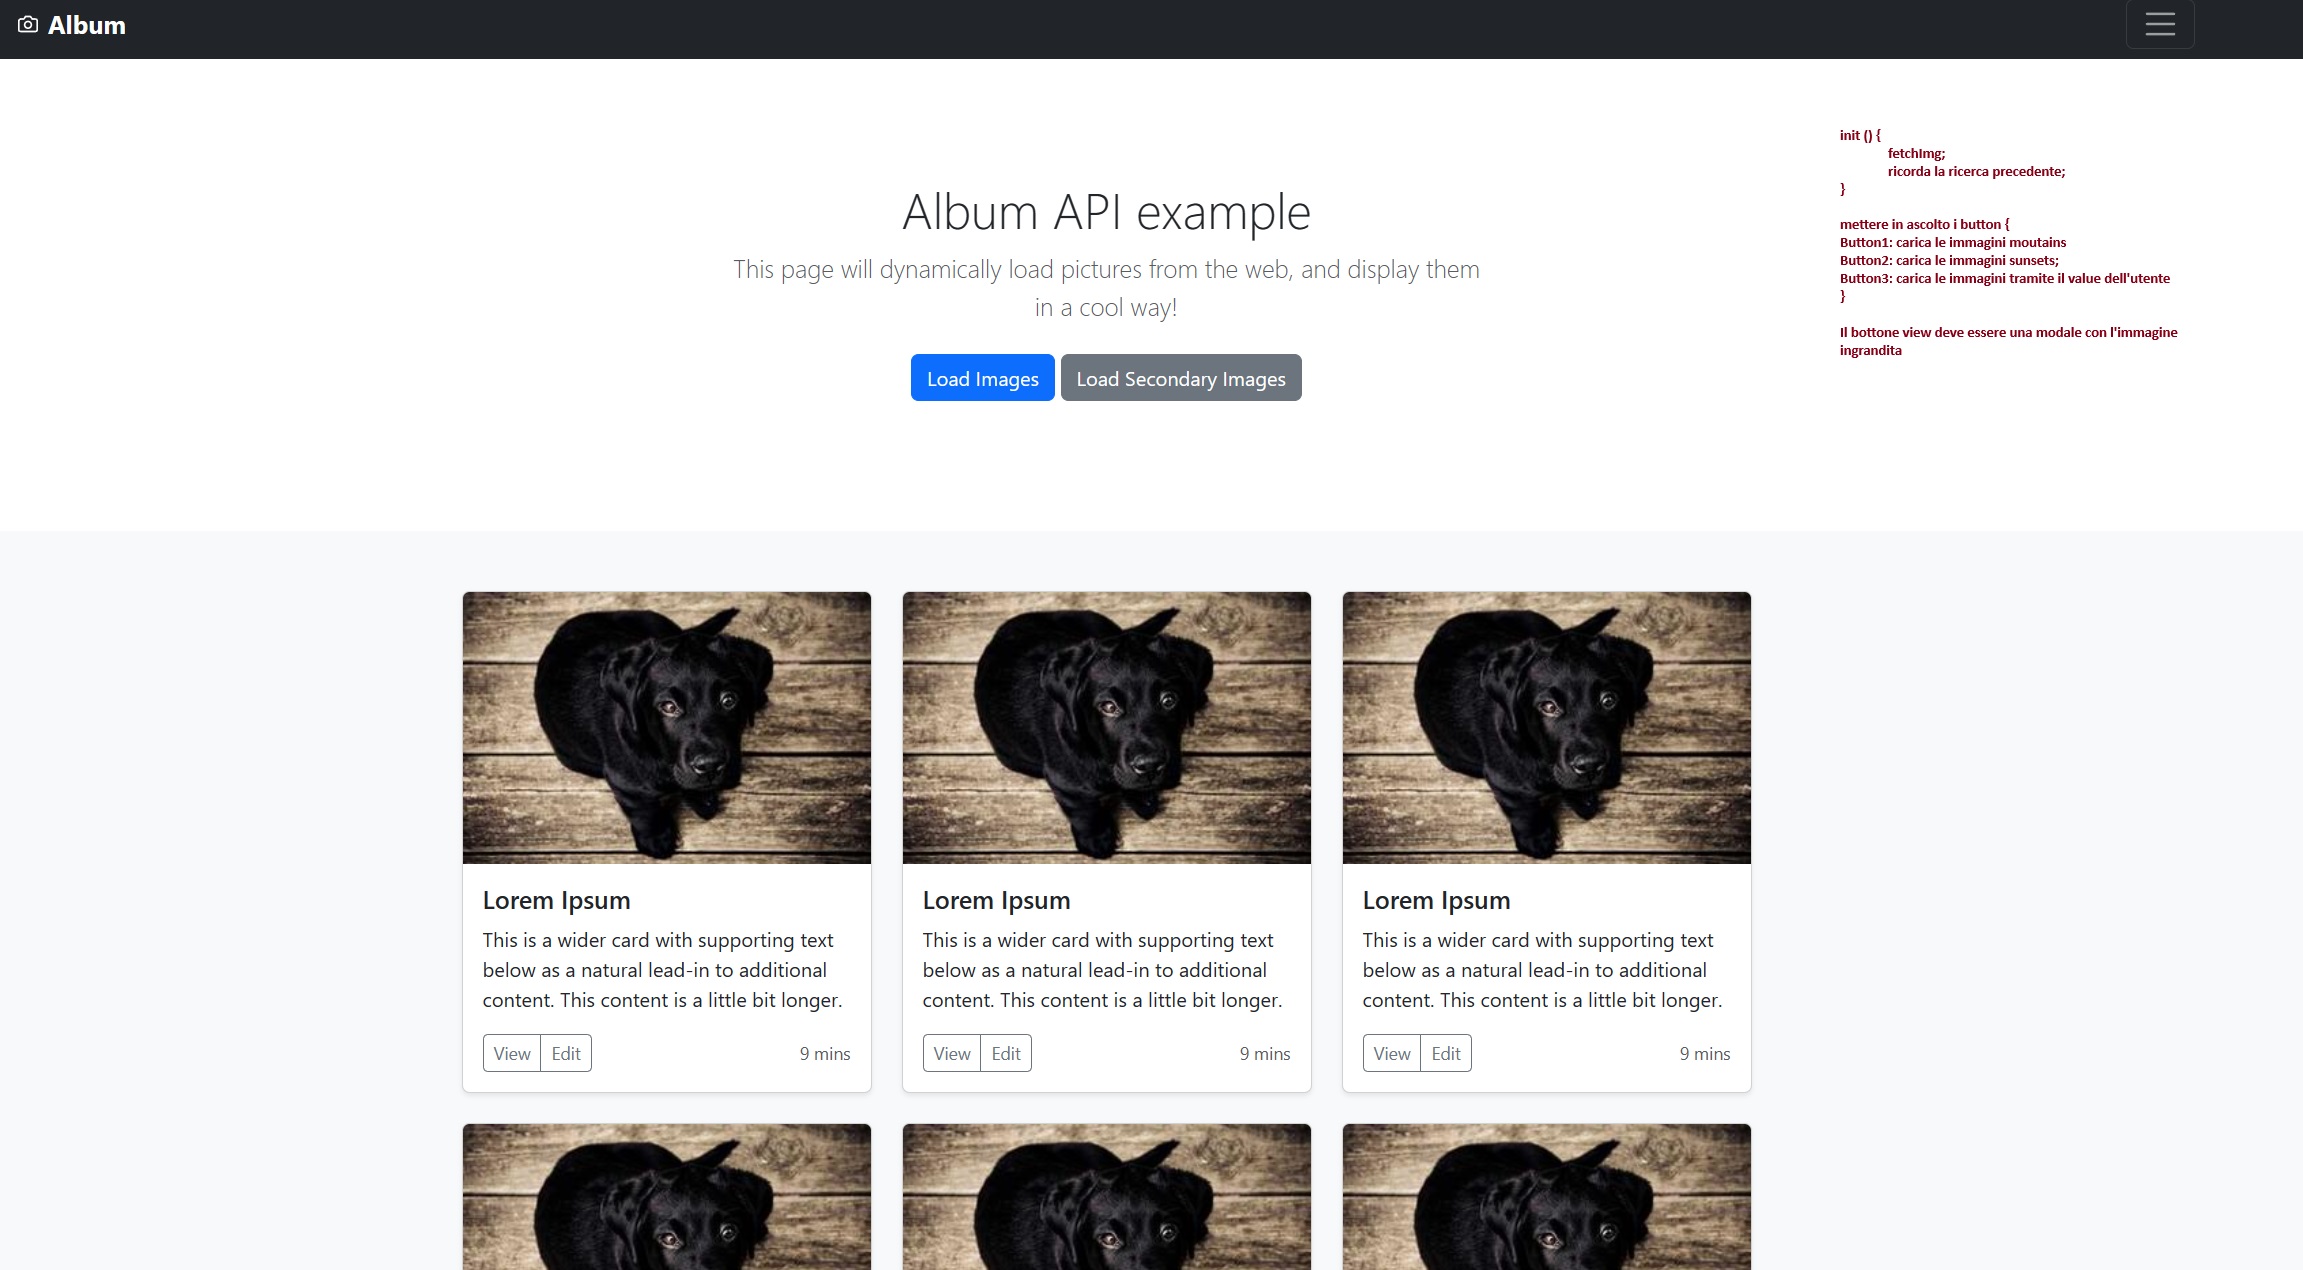 Album
init () {
fetchImg;
ricorda la ricerca precedente;
}
mettere in ascolto i button {
Button1: carica le immagini moutains
Button2: carica le immagini sunsets;
Button3: carica le immagini tramite il value dell'utente
}
Il bottone view deve essere una modale con l'immagine
ingrandita
Album API example
This page will dynamically load pictures from the web, and display them
in a cool way!
Load Images
Load Secondary Images
Lorem Ipsum
This is a wider card with supporting text
below as a natural lead-in to additional
content. This content is a little bit longer.
View
Edit
9 mins
Lorem Ipsum
This is a wider card with supporting text
below as a natural lead-in to additional
content. This content is a little bit longer.
View
Edit
9 mins
Lorem Ipsum
This is a wider card with supporting text
below as a natural lead-in to additional
content. This content is a little bit longer.
View
Edit
9 mins